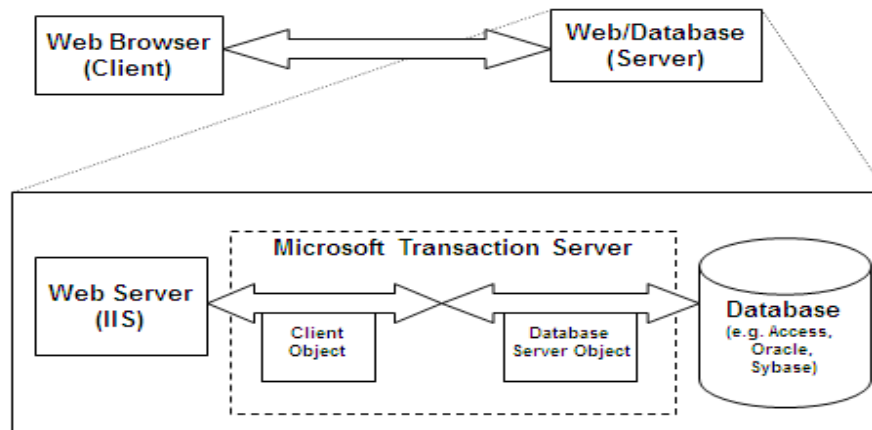 Web Browser
(Client)
Web/Database
(Server)
Microsoft Transaction Server
Web Server
(IIS)
Client
Object
Database
Server Object
Database
(e.g. Access,
Oracle,
Sybase)